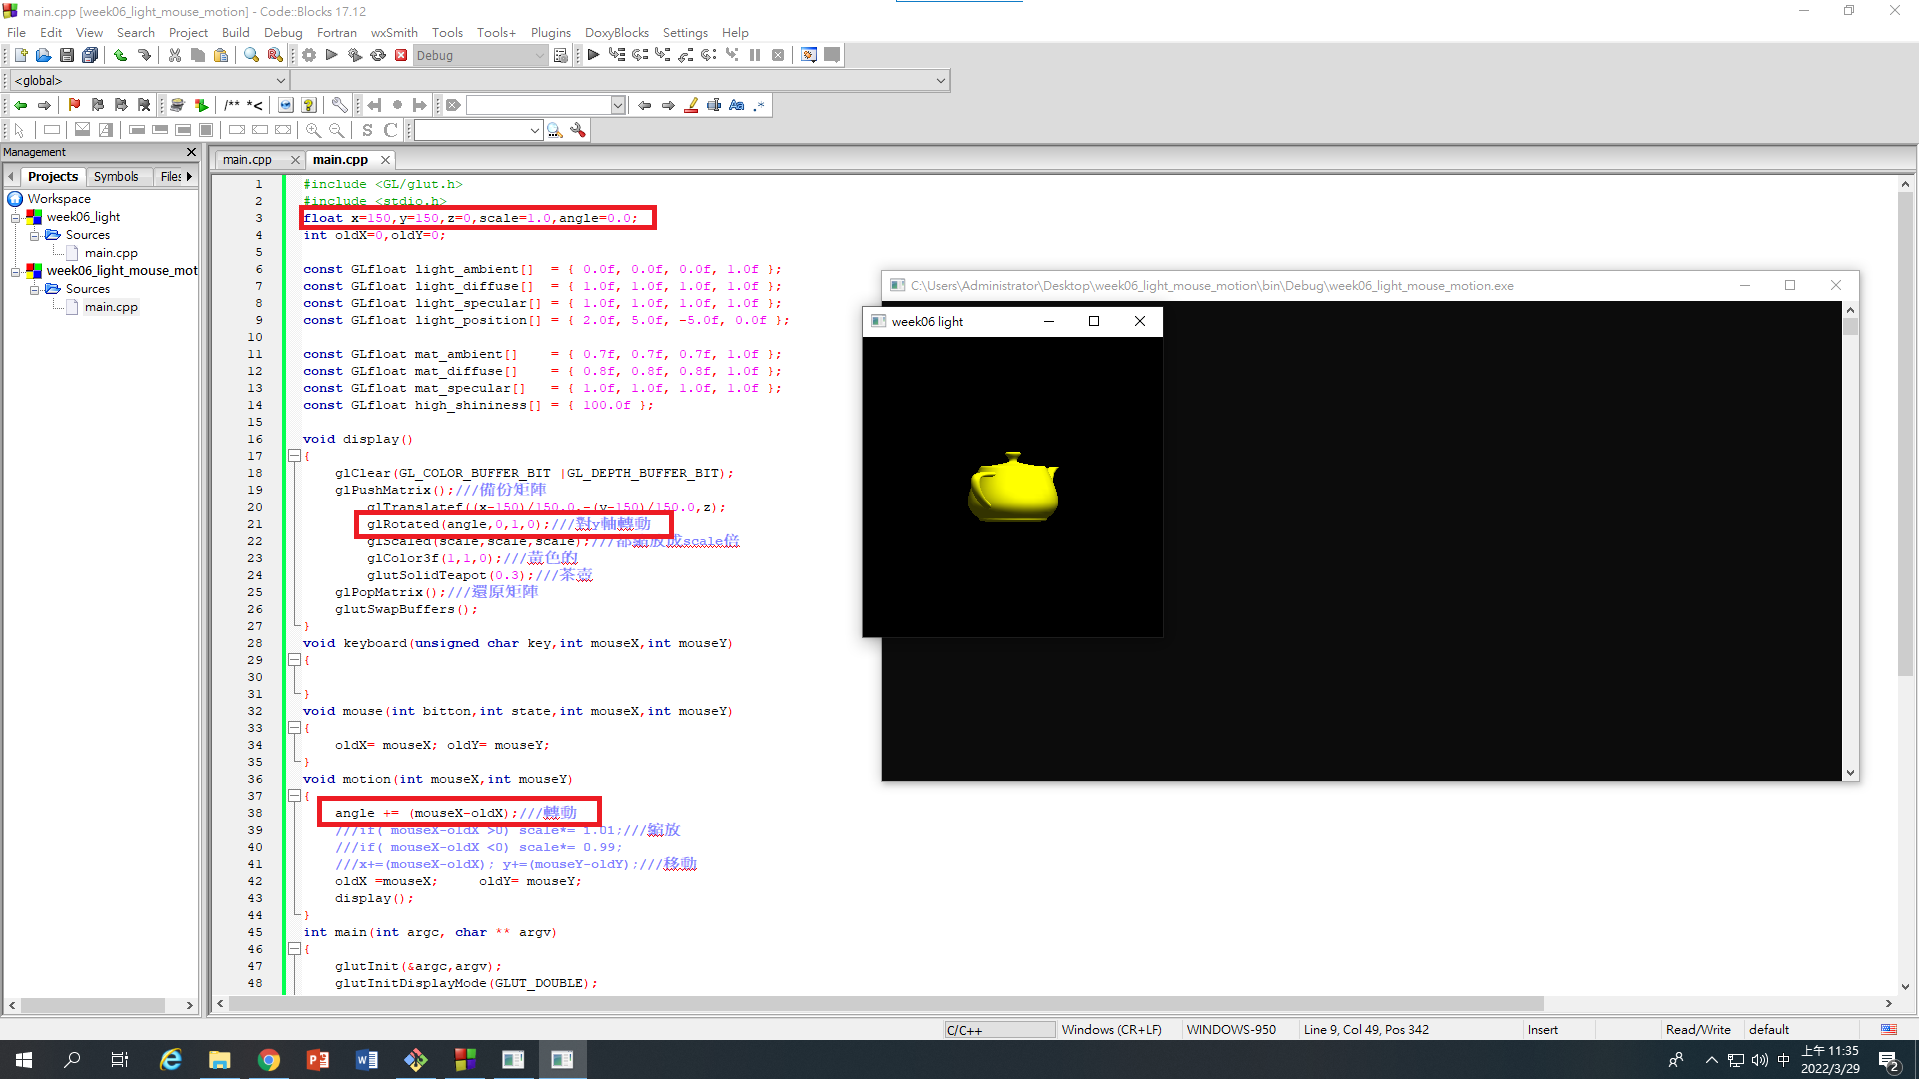 main.cpp [week06_light_mouse_motion] - Code::Blocks 17.12
File Edit View Search Project Build Debug Fortran wxSmith Tools Tools+ Plugins DoxyBlocks Settings Help
Debug
<global>
/** *<
S C
Management
Projects Symbols Files
Workspace
week06_light
Sources
main.cpp
week06_light_mouse_mot
Sources
main.cpp
main.cpp main.cpp
1 #include <GL/glut.h>
2 #include <stdio.h>
3 float x=150,y=150,z=0,scale=1.0,angle=0.0;
4 int oldX=0,oldY=0;
5
6 const GLfloat light_ambient[] = { 0.0f, 0.0f, 0.0f, 1.0f };
7 const GLfloat light_diffuse[] = { 1.0f, 1.0f, 1.0f, 1.0f };
8 const GLfloat light_specular[] = { 1.0f, 1.0f, 1.0f, 1.0f };
9 const GLfloat light_position[] = { 2.0f, 5.0f, -5.0f, 0.0f };
10
11 const GLfloat mat_ambient[] = { 0.7f, 0.7f, 0.7f, 1.0f };
12 const GLfloat mat_diffuse[] = { 0.8f, 0.8f, 0.8f, 1.0f };
13 const GLfloat mat_specular[] = { 1.0f, 1.0f, 1.0f, 1.0f };
14 const GLfloat high_shininess[] = { 100.0f };
15
16 void display()
17 {
18 glClear(GL_COLOR_BUFFER_BIT |GL_DEPTH_BUFFER_BIT);
19 glPushMatrix();///備份矩陣
20 glTranslatef((x-150)/150.0,-(y-150)/150.0,z);
21 glRotated(angle,0,1,0);///對y軸轉動
22 glScaled(scale,scale,scale);///都縮放成scale倍
23 glColor3f(1,1,0);///黃色的
24 glutSolidTeapot(0.3);///茶壺
25 glPopMatrix();///還原矩陣
26 glutSwapBuffers();
27 }
28 void keyboard(unsigned char key,int mouseX,int mouseY)
29 {
30
31 }
32 void mouse(int bitton,int state,int mouseX,int mouseY)
33 {
34 oldX= mouseX; oldY= mouseY;
35 }
36 void motion(int mouseX,int mouseY)
37 {
38 angle += (mouseX-oldX);///轉動
39 ///if( mouseX-oldX >0) scale*= 1.01;///縮放
40 ///if( mouseX-oldX <0) scale*= 0.99;
41 ///x+=(mouseX-oldX); y+=(mouseY-oldY);///移動
42 oldX =mouseX; oldY= mouseY;
43 display();
44 }
45 int main(int argc, char ** argv)
46 {
47 glutInit(&argc,argv);
48 glutInitDisplayMode(GLUT_DOUBLE);
C:\Users\Administrator\Desktop\week06_light_mouse_motion\bin\Debug\week06_light_mouse_motion.exe
week06 light
C/C++ Windows (CR+LF) WINDOWS-950 Line 9, Col 49, Pos 342 Insert Read/Write default
中
上午 11:35
2022/3/29
2